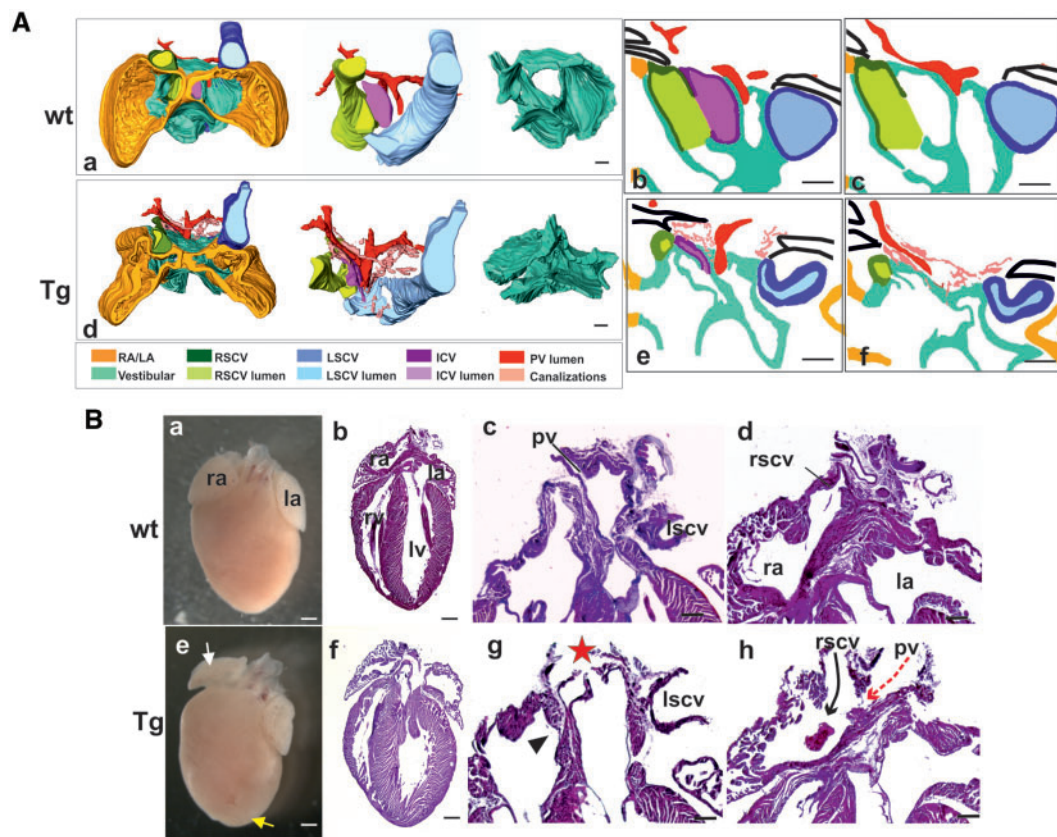 A
wt
a
b
c
Tg
d
e
f
RA/LA
RSCV
LSCV
ICV
PV lumen
Vestibular
RSCV lumen
LSCV lumen
ICV lumen
Canalizations
B
wt
a
ra
la
b
ra
la
rv
lv
c
pv
lscv
d
rscv
ra
la
Tg
e
f
g
lscv
h
rscv
pv